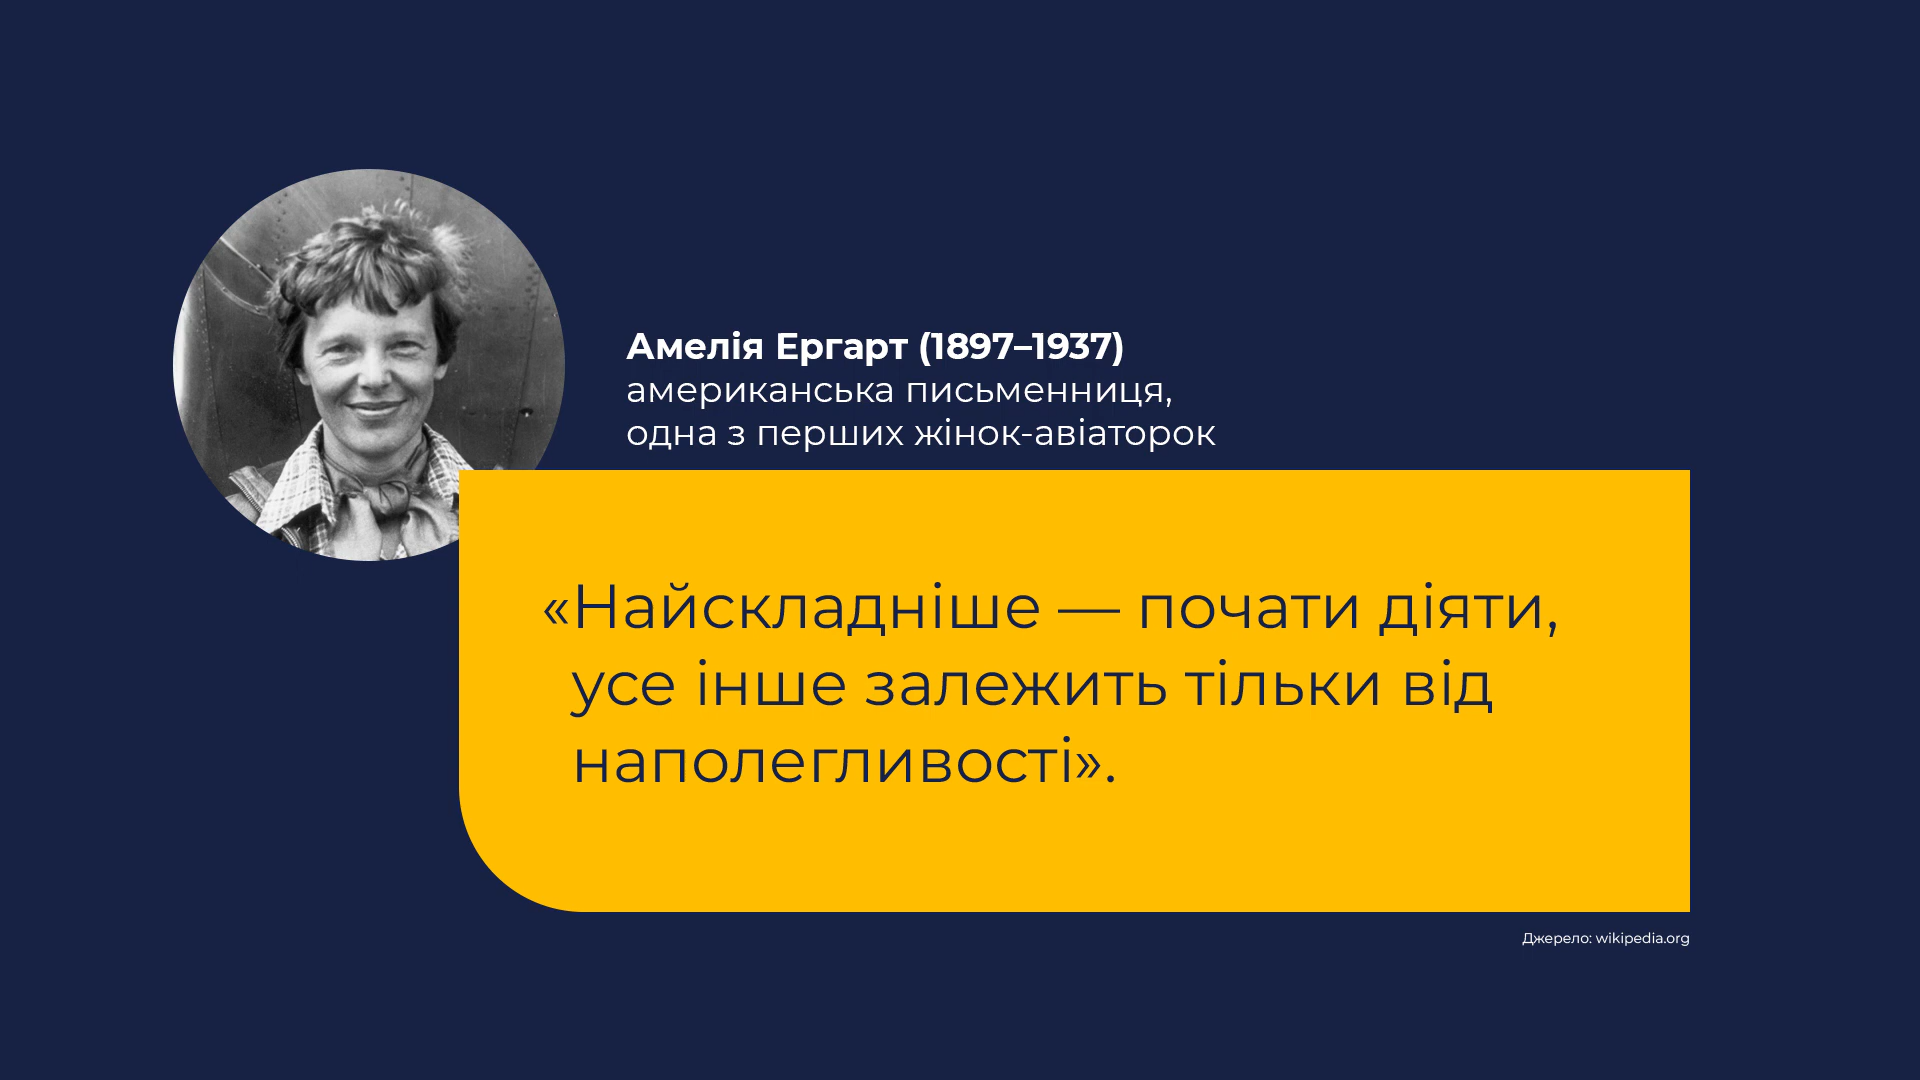 Амелія Ергарт (1897–1937)
американська письменниця,
одна з перших жінок-авіаторок
«Найскладніше — почати діяти,
усе інше залежить тільки від
наполегливості».
Джерело: wikipedia.org